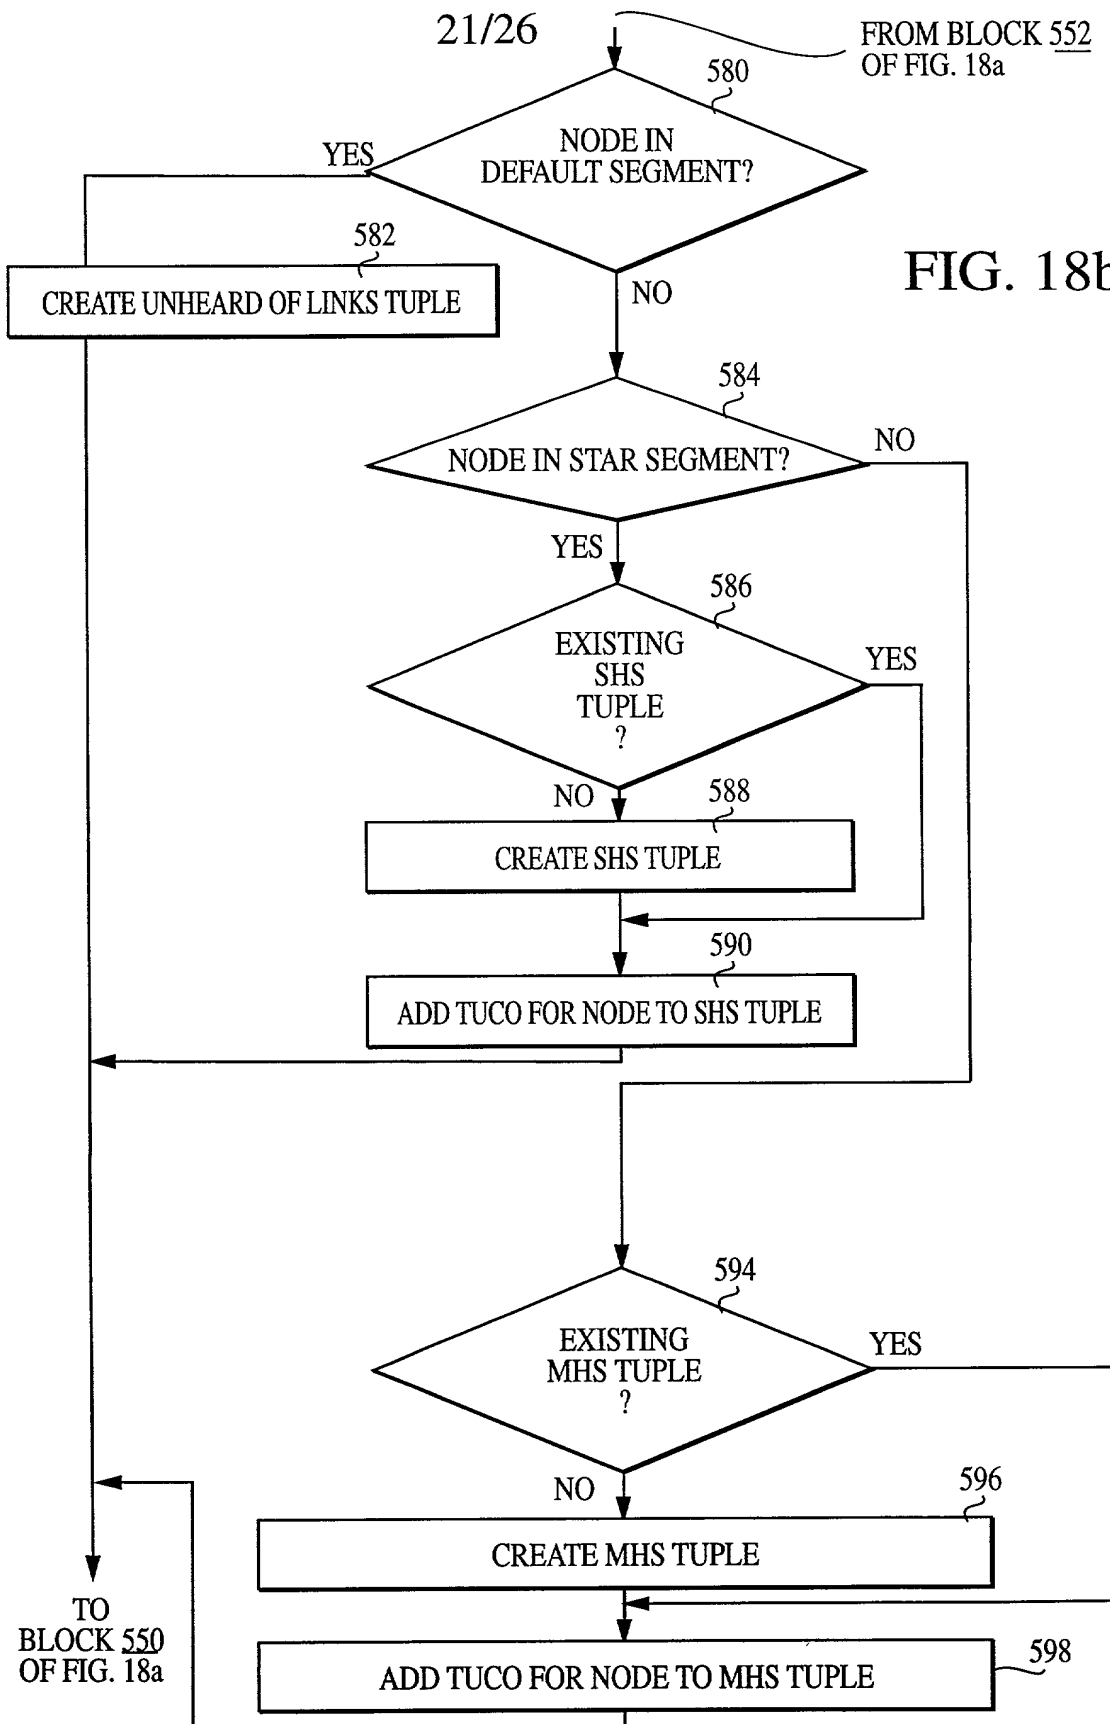 21/26
FROM BLOCK 552
OF FIG. 18a
580
NODE IN
DEFAULT SEGMENT?
YES
582
CREATE UNHEARD OF LINKS TUPLE
NO
FIG. 18b
584
NODE IN STAR SEGMENT?
NO
YES
586
EXISTING
SHS
TUPLE
?
YES
NO
588
CREATE SHS TUPLE
590
ADD TUCO FOR NODE TO SHS TUPLE
594
EXISTING
MHS TUPLE
?
YES
NO
596
CREATE MHS TUPLE
TO
BLOCK 550
OF FIG. 18a
ADD TUCO FOR NODE TO MHS TUPLE
598